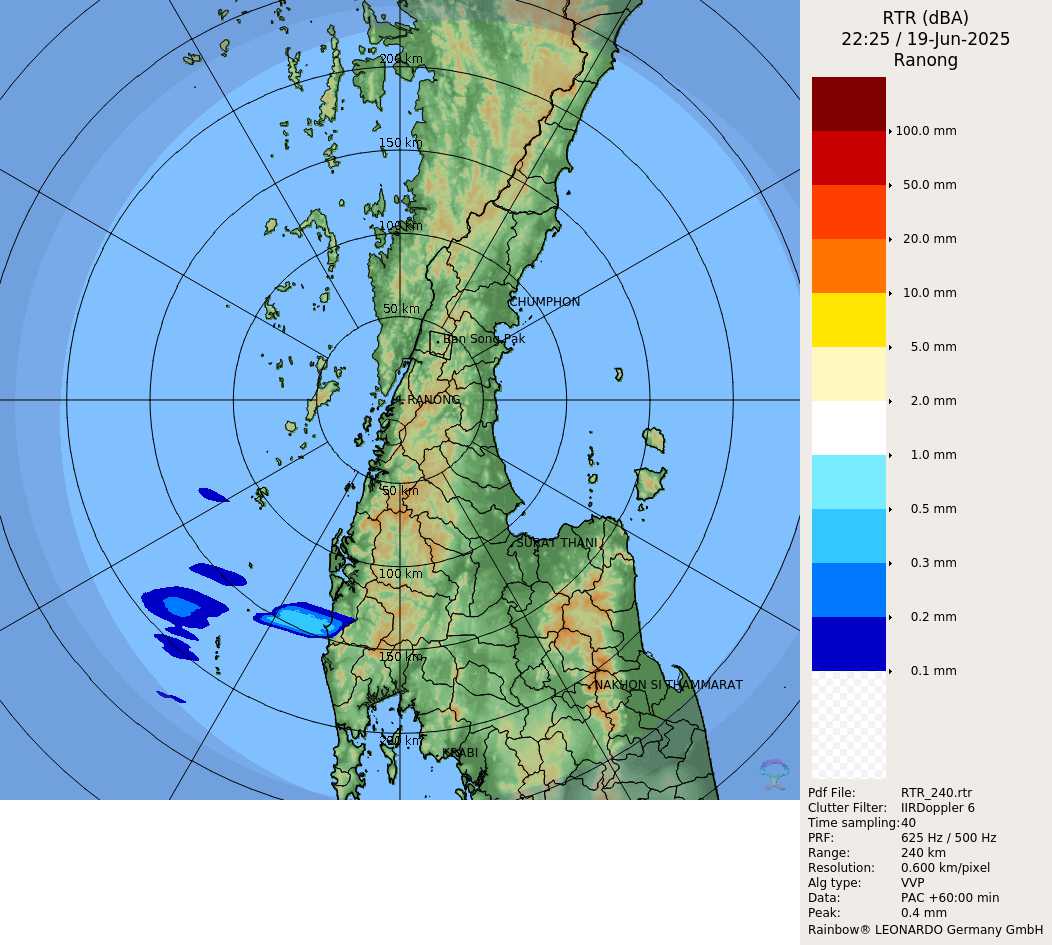 RTR (dBA)
22:25 / 19-Jun-2025
Ranong
200 km
150 km
100 km
50 km
CHUMPHON
Ban Song Pak
RANONG
50 km
SURAT THANI
100 km
150 km
NAKHON SI THAMMARAT
200 km
KRABI
100.0 mm
50.0 mm
20.0 mm
10.0 mm
5.0 mm
2.0 mm
1.0 mm
0.5 mm
0.3 mm
0.2 mm
0.1 mm
Pdf File: RTR_240.rtr
Clutter Filter: IIRDoppler 6
Time sampling:40
PRF: 625 Hz / 500 Hz
Range: 240 km
Resolution: 0.600 km/pixel
Alg type: VVP
Data: PAC +60:00 min
Peak: 0.4 mm
Rainbow® LEONARDO Germany GmbH